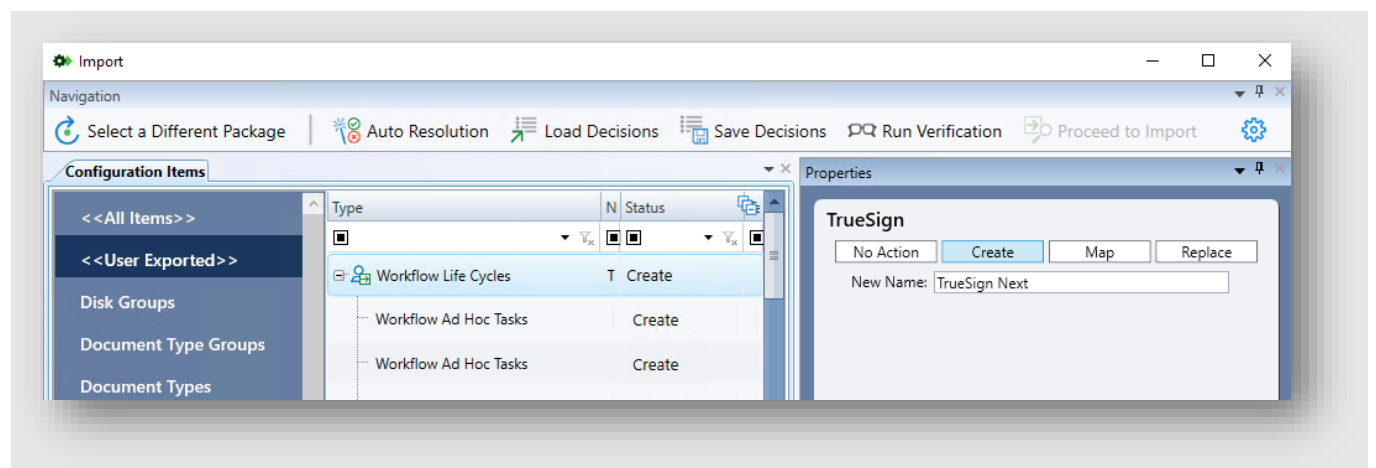 Import
Navigation
Select a Different Package
Auto Resolution
Load Decisions
Save Decisions
Run Verification
Proceed to Import
Configuration Items
<<All Items>>
<<User Exported>>
Disk Groups
Document Type Groups
Document Types
Type N Status
Workflow Life Cycles T Create
Workflow Ad Hoc Tasks Create
Workflow Ad Hoc Tasks Create
Properties
TrueSign
No Action Create Map Replace
New Name: TrueSign Next